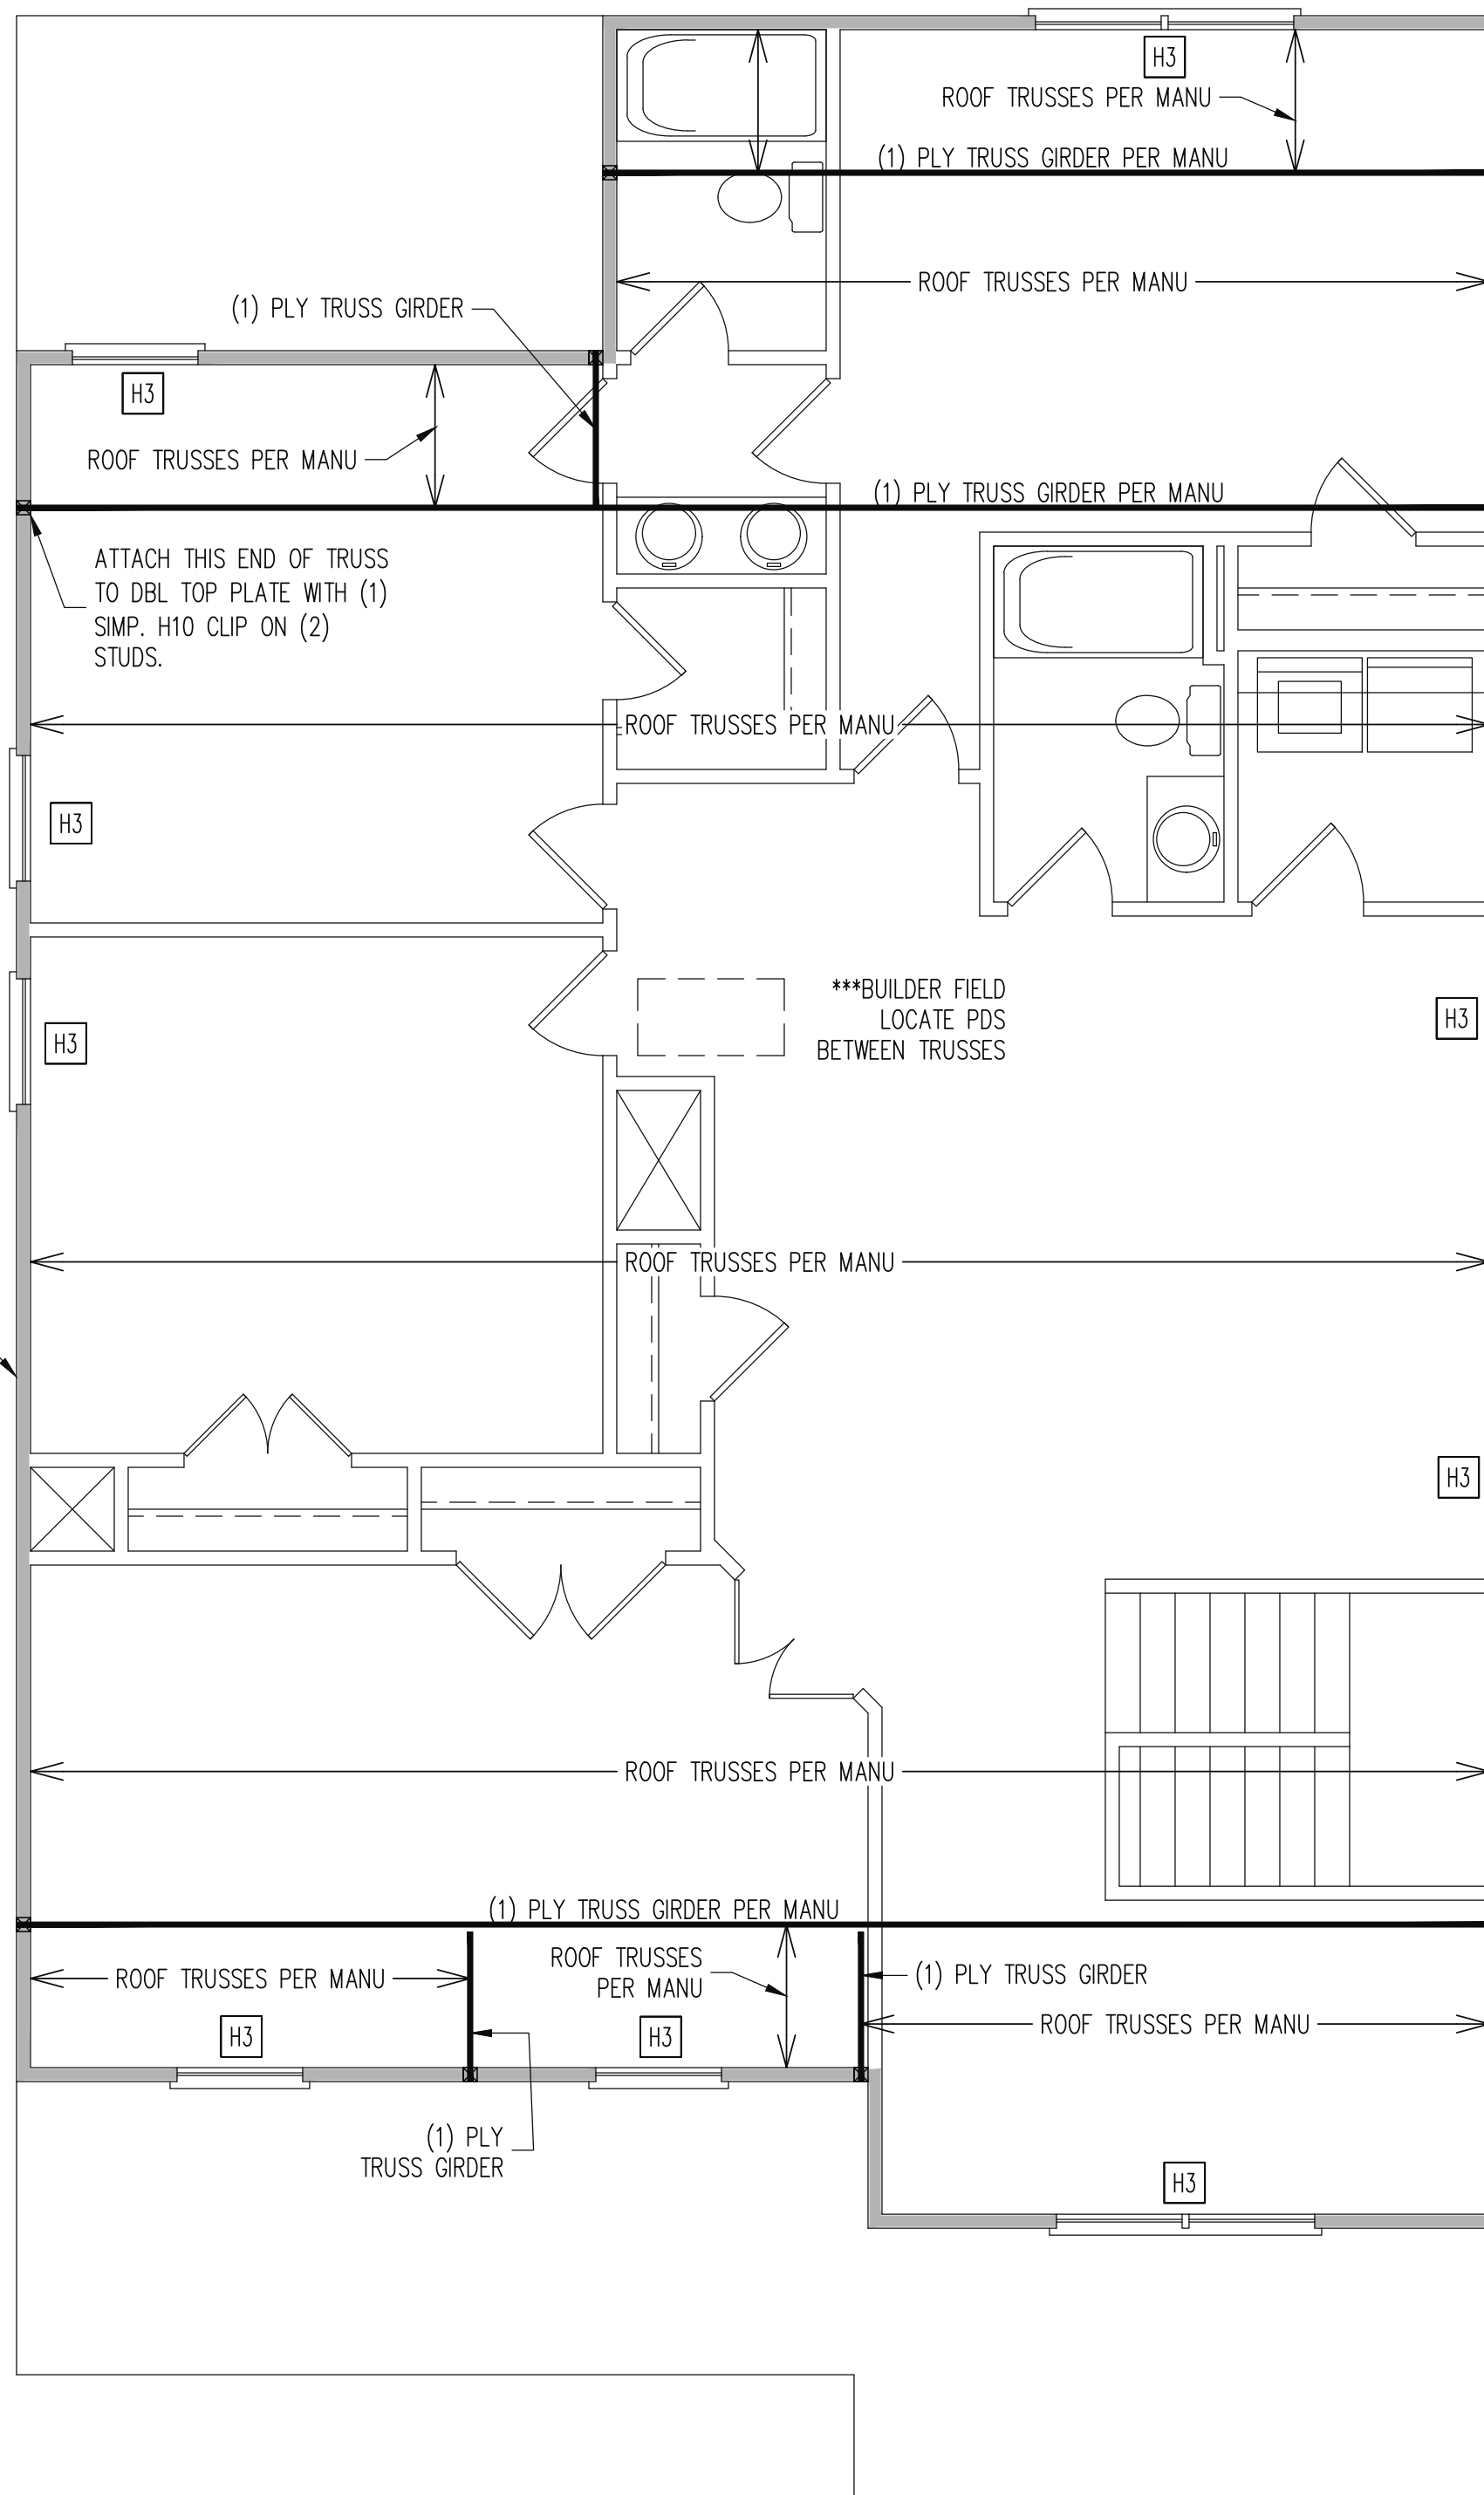 H3
ROOF TRUSSES PER MANU
(1) PLY TRUSS GIRDER PER MANU
ROOF TRUSSES PER MANU
(1) PLY TRUSS GIRDER
H3
ROOF TRUSSES PER MANU
(1) PLY TRUSS GIRDER PER MANU
ATTACH THIS END OF TRUSS
TO DBL TOP PLATE WITH (1)
SIMP. H10 CLIP ON (2)
STUDS.
ROOF TRUSSES PER MANU
H3
***BUILDER FIELD
LOCATE PDS
BETWEEN TRUSSES
H3
H3
ROOF TRUSSES PER MANU
H3
ROOF TRUSSES PER MANU
(1) PLY TRUSS GIRDER PER MANU
ROOF TRUSSES PER MANU
ROOF TRUSSES
PER MANU
(1) PLY TRUSS GIRDER
ROOF TRUSSES PER MANU
H3
H3
(1) PLY
TRUSS GIRDER
H3